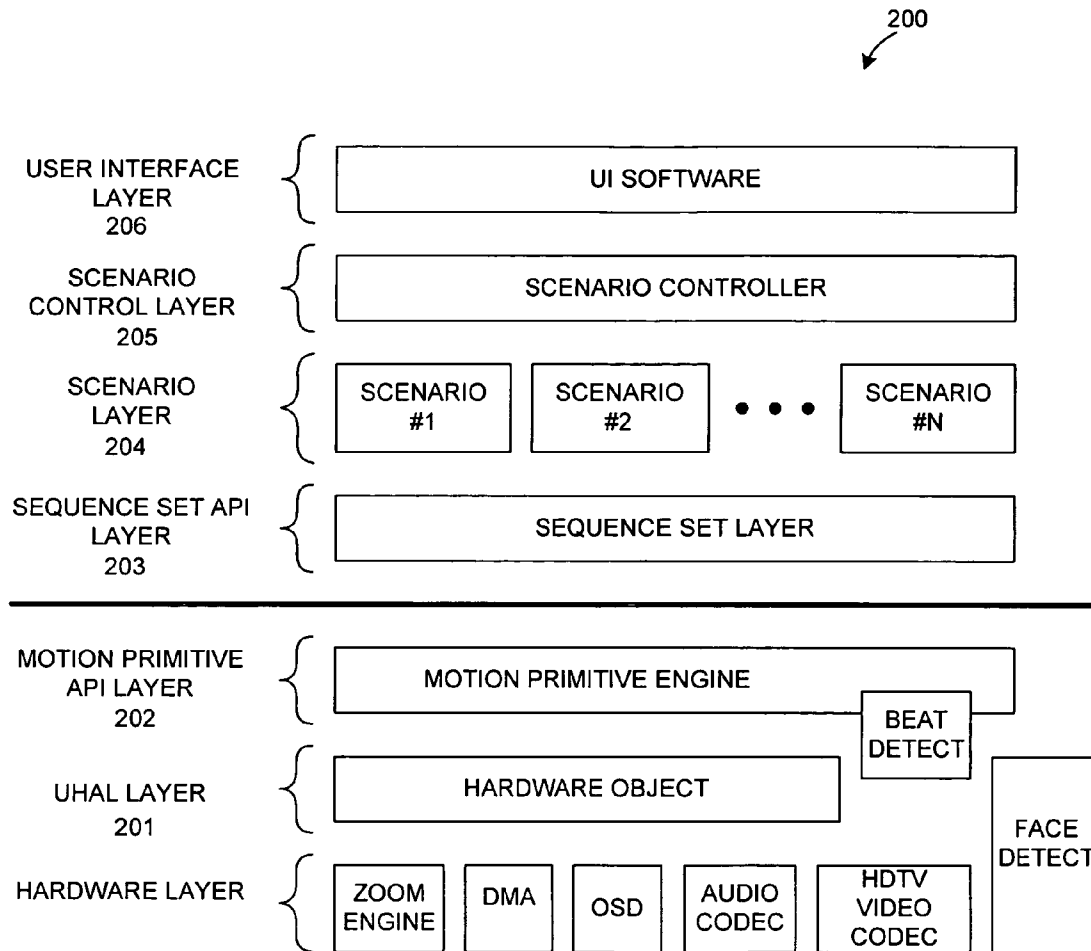 200
USER INTERFACE
LAYER
206
UI SOFTWARE
SCENARIO
CONTROL LAYER
205
SCENARIO CONTROLLER
SCENARIO
LAYER
204
SCENARIO
#1
SCENARIO
#2
SCENARIO
#N
SEQUENCE SET API
LAYER
203
SEQUENCE SET LAYER
MOTION PRIMITIVE
API LAYER
202
MOTION PRIMITIVE ENGINE
BEAT
DETECT
UHAL LAYER
201
HARDWARE OBJECT
FACE
DETECT
HARDWARE LAYER
ZOOM
ENGINE
DMA
OSD
AUDIO
CODEC
HDTV
VIDEO
CODEC